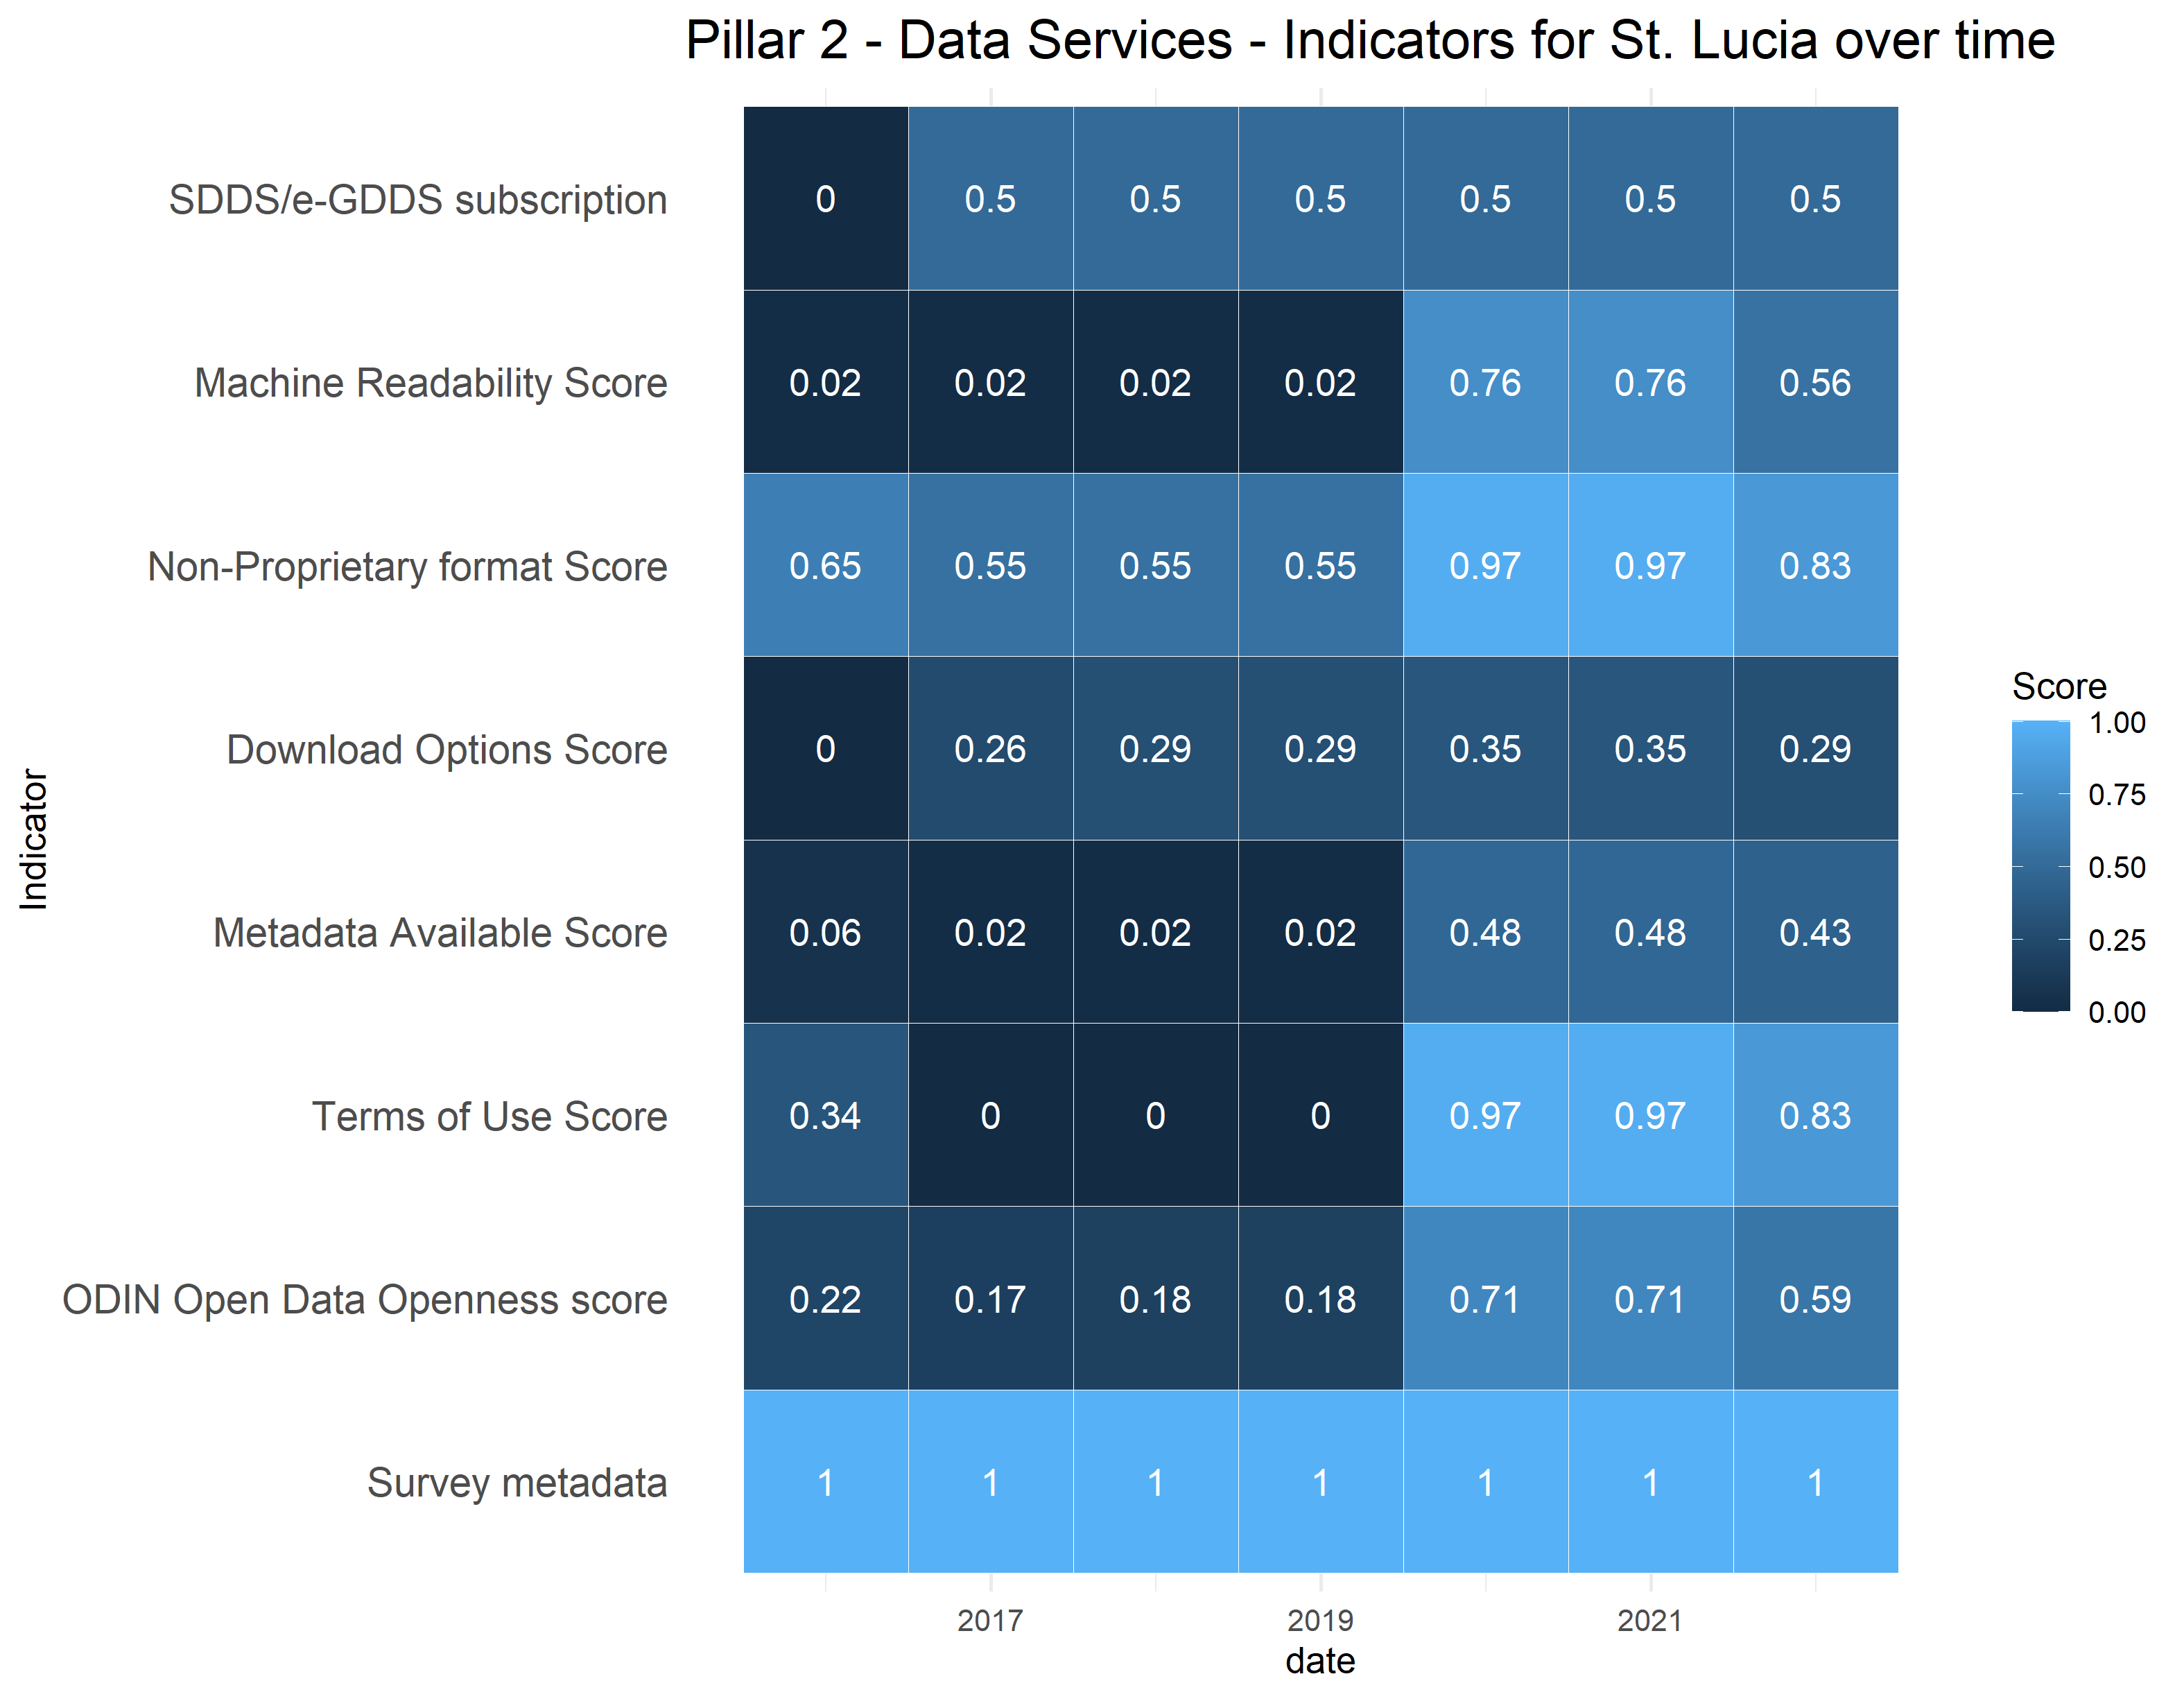 Pillar 2 - Data Services - Indicators for St. Lucia over time
SDDS/e-GDDS subscription 0 0.5 0.5 0.5 0.5 0.5 0.5
Machine Readability Score 0.02 0.02 0.02 0.02 0.76 0.76 0.56
Non-Proprietary format Score 0.65 0.55 0.55 0.55 0.97 0.97 0.83
Download Options Score 0 0.26 0.29 0.29 0.35 0.35 0.29
Metadata Available Score 0.06 0.02 0.02 0.02 0.48 0.48 0.43
Terms of Use Score 0.34 0 0 0 0.97 0.97 0.83
ODIN Open Data Openness score 0.22 0.17 0.18 0.18 0.71 0.71 0.59
Survey metadata 1 1 1 1 1 1 1
Indicator
2017 2019 2021
date
Score
1.00
0.75
0.50
0.25
0.00